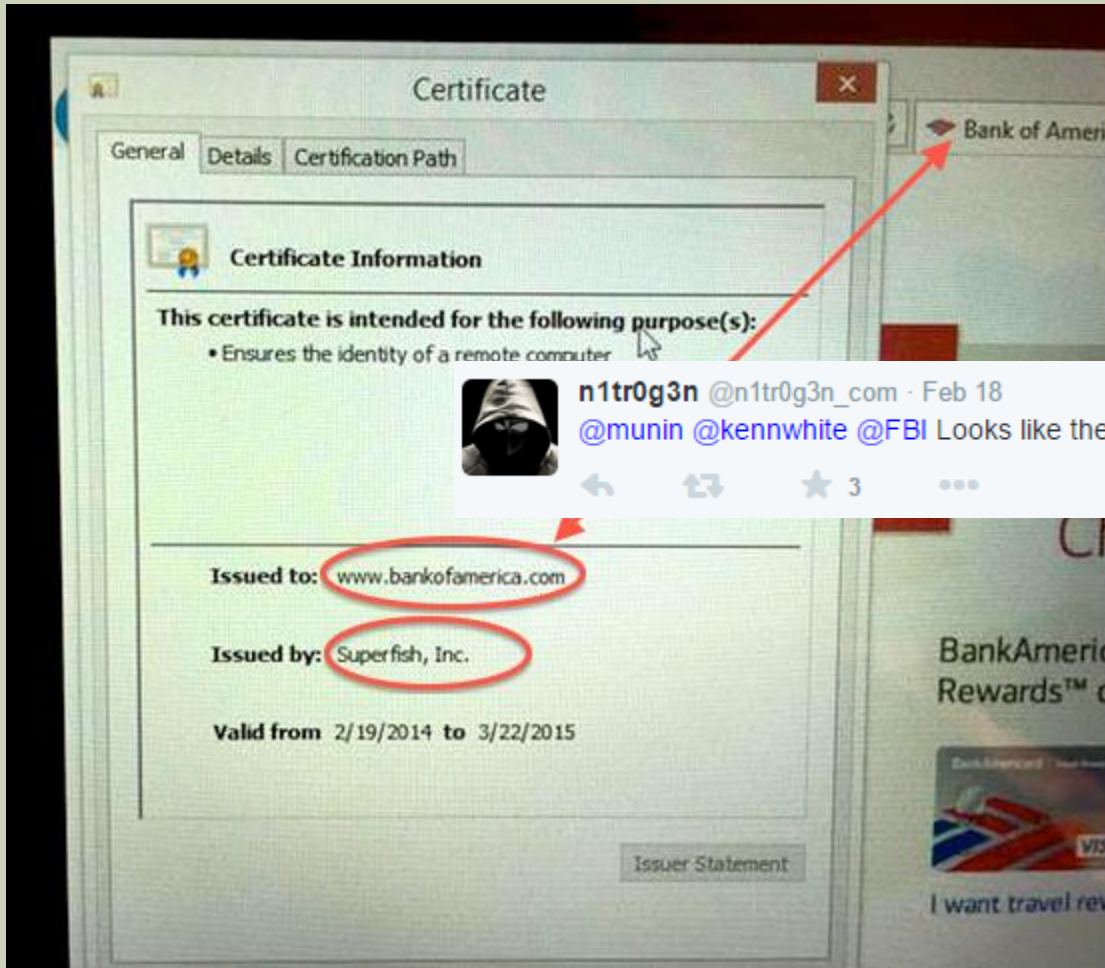 Certificate
Bank of Ameri
General Details Certification Path
Certificate Information
This certificate is intended for the following purpose(s):
• Ensures the identity of a remote computer
n1tr0g3n @n1tr0g3n_com · Feb 18
@munin @kennwhite @FBI Looks like the
3
Issued to: www.bankofamerica.com
Issued by: Superfish, Inc.
Valid from 2/19/2014 to 3/22/2015
Issuer Statement
BankAmeric
Rewards™
VIS
I want travel rew